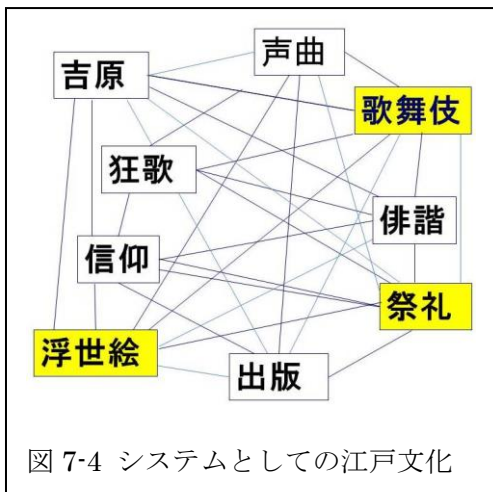 声曲
吉原
歌舞伎
狂歌
俳諧
信仰
祭礼
浮世絵
出版
図 7-4 システムとしての江戸文化